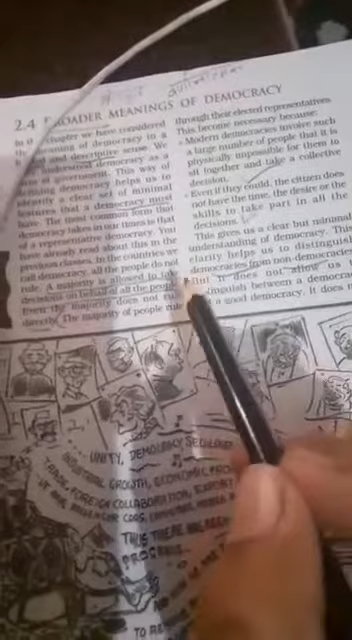 2.4 BROADER MEANINGS OF DEMOCRACY
chapter we have considered
meaning of democracy in a
and descriptive sense. We
democracy as a
of government. This way of
defining democracy helps us to
identify a clear set of minimal
features that a democracy must
have. The most common form that
democracy takes in our times is that
of a representative democracy. You
have already read about this in the
previous classes. In the countries we
call democracy, all the people do not
rule. A majority is allowed to take
decisions on behalf of all the people.
Even the majority does not rule
directly. The majority of people rule
through their elected representatives.
This become necessary because:
Modern democracies involve such
a large number of people that it is
physically impossible for them to
sit together and take a collective
decision.
Even if they could, the citizen does
not have the time, the desire or the
skills to take part in all the
decisions.
This gives us a clear but minimal
understanding of democracy. This
clarity helps us to distinguish
democracies from non-democracies.
But it does not allow us to
distinguish between a democracy
and a good democracy. It does not
UNITY, DEMOCRACY, SECULAR
INDUSTRIAL GROWTH, ECONOMIC PRO
TRADE, FOREIGN COLLABORATION, EXPORT
THUS THERE HAS BEEN
PROGRESS